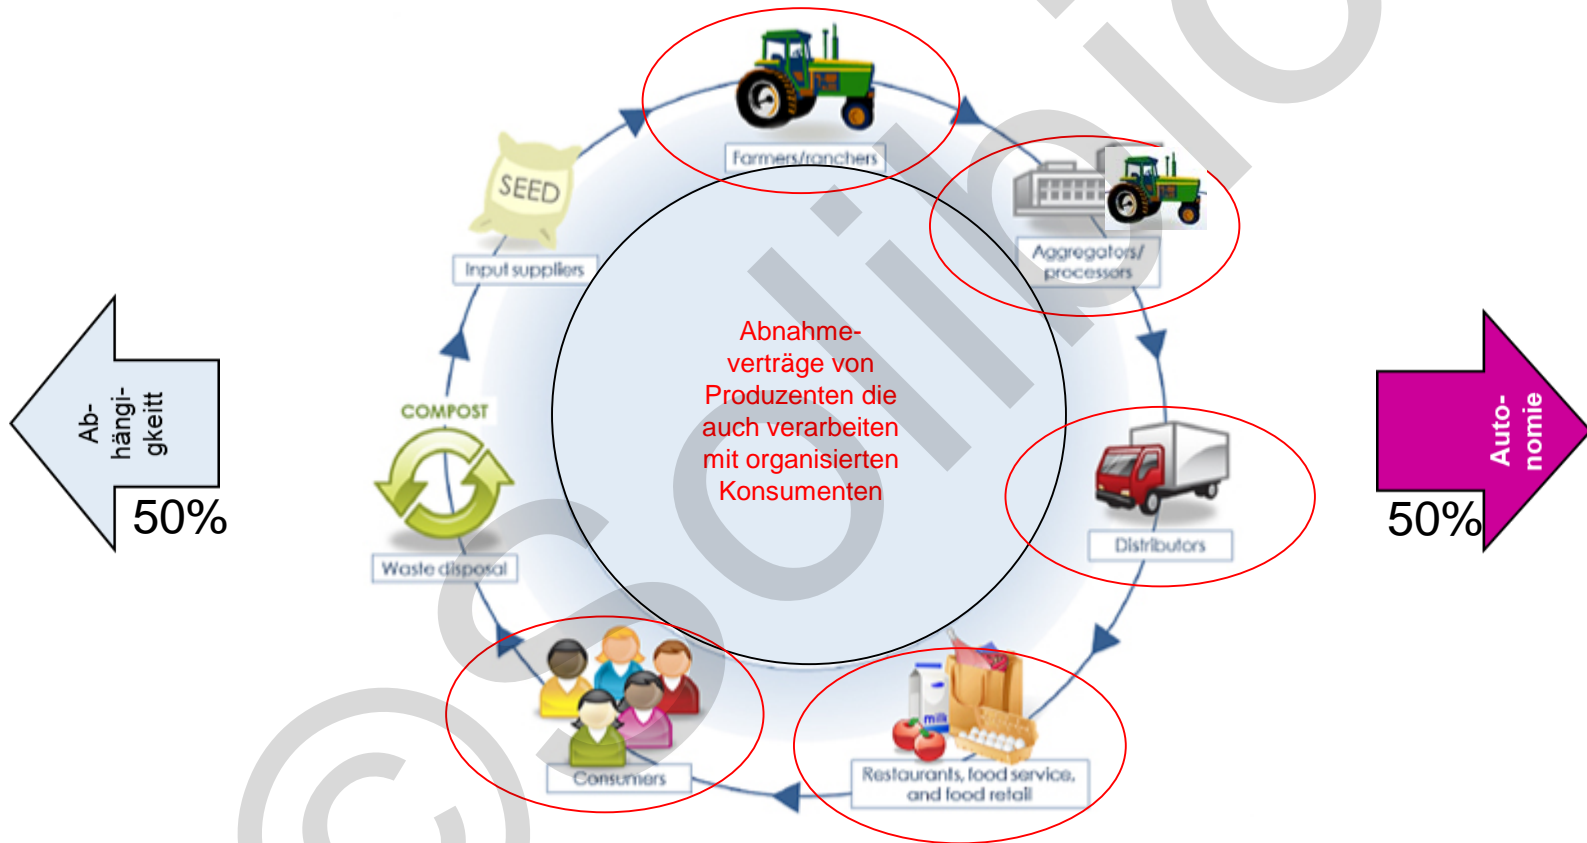 Farmers/ranchers
SEED
Input suppliers
Aggregators/
processors
Abnahme-
verträge von
Produzenten die
auch verarbeiten
mit organisierten
Konsumenten
Ab-
hängi-
gkeitt
50%
Auto-
nomie
50%
COMPOST
Waste disposal
Distributors
milk
Consumers
Restaurants, food service,
and food retail
© Solibio